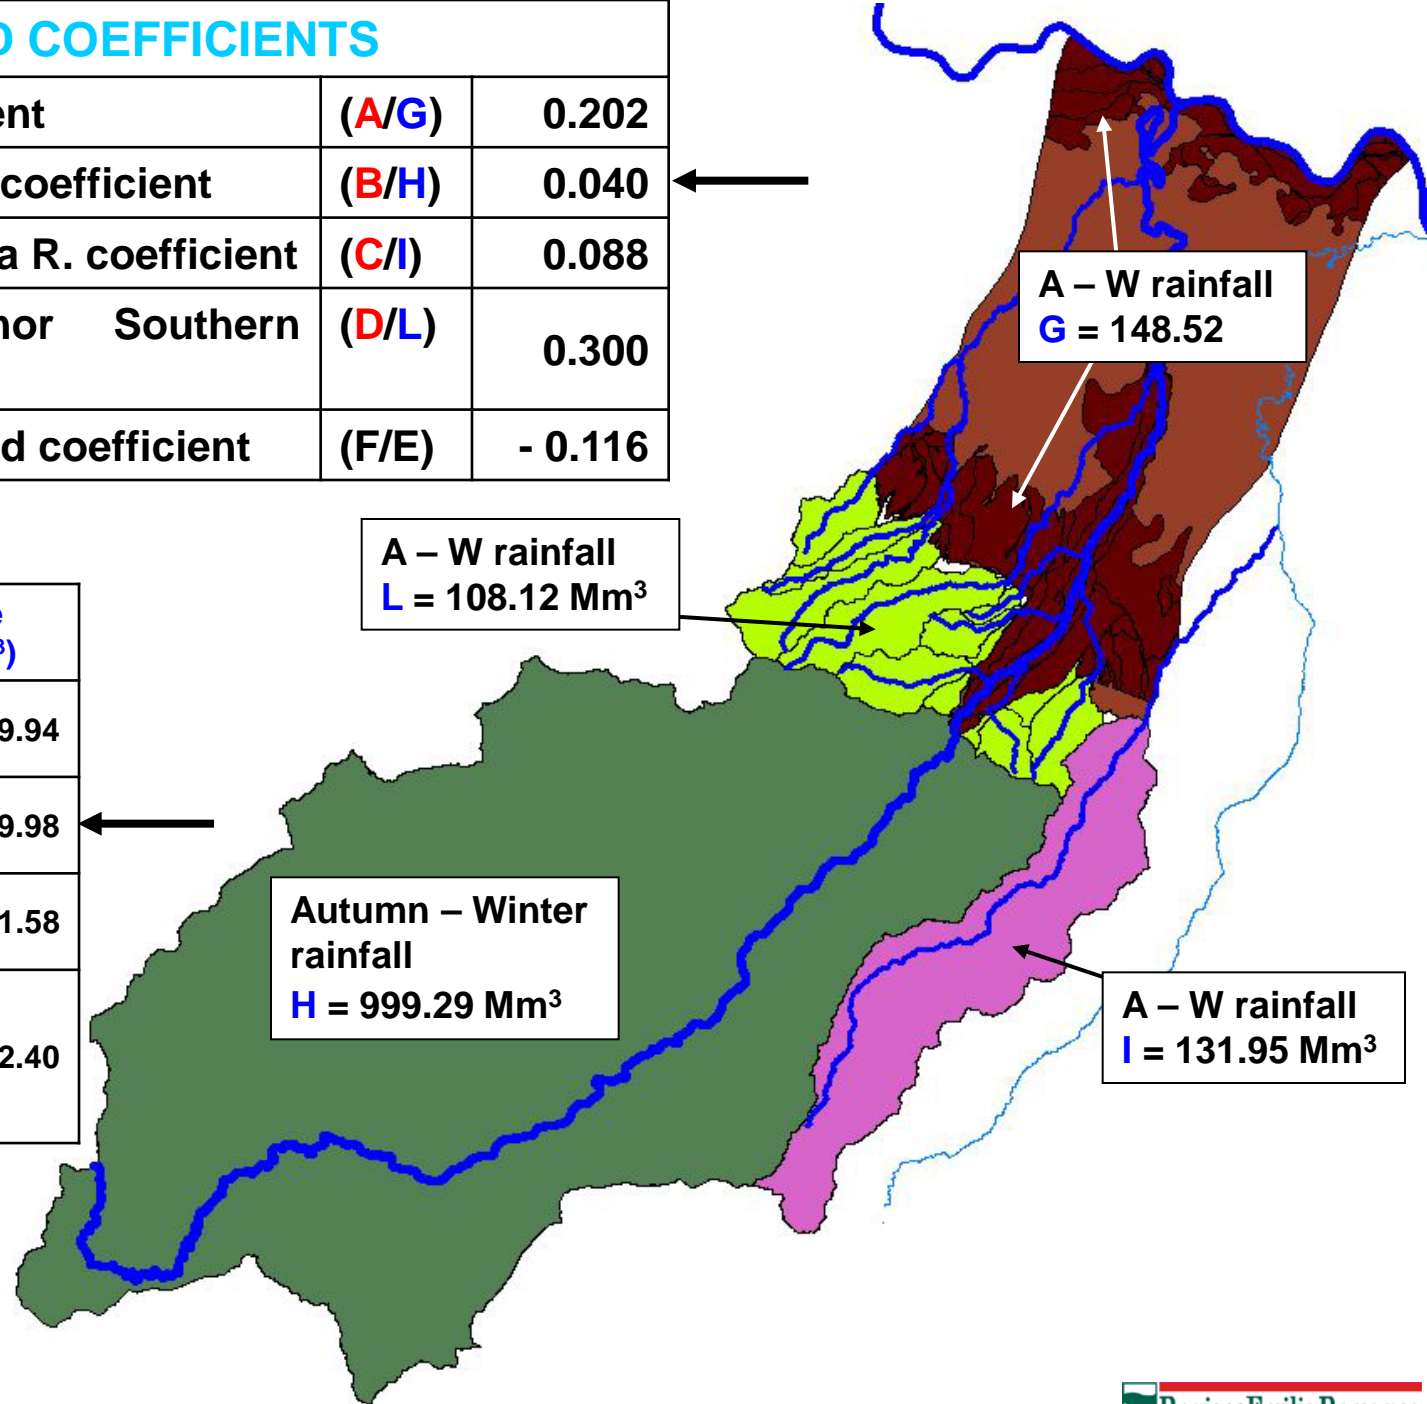 D COEFFICIENTS
ent (A/G) 0.202
coefficient (B/H) 0.040
a R. coefficient (C/I) 0.088
nor Southern (D/L) 0.300
d coefficient (F/E) - 0.116
A – W rainfall
G = 148.52
A – W rainfall
L = 108.12 Mm³
e
³)
9.94
9.98
1.58
2.40
Autumn – Winter
rainfall
H = 999.29 Mm³
A – W rainfall
I = 131.95 Mm³